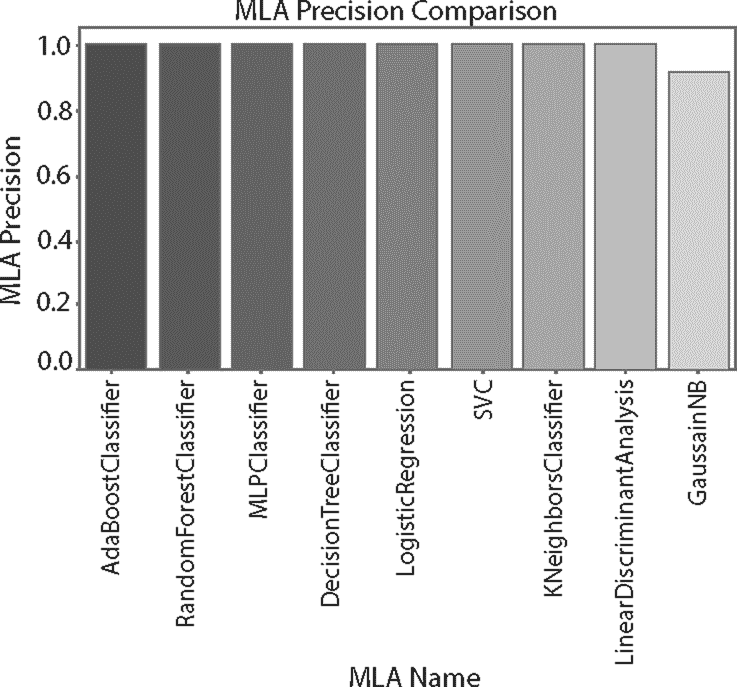 MLA Precision Comparison
MLA Precision
1.0
0.8
0.6
0.4
0.2
0.0
AdaBoostClassifier
RandomForestClassifier
MLPClassifier
DecisionTreeClassifier
LogisticRegression
SVC
KNeighborsClassifier
LinearDiscriminantAnalysis
GaussainNB
MLA Name